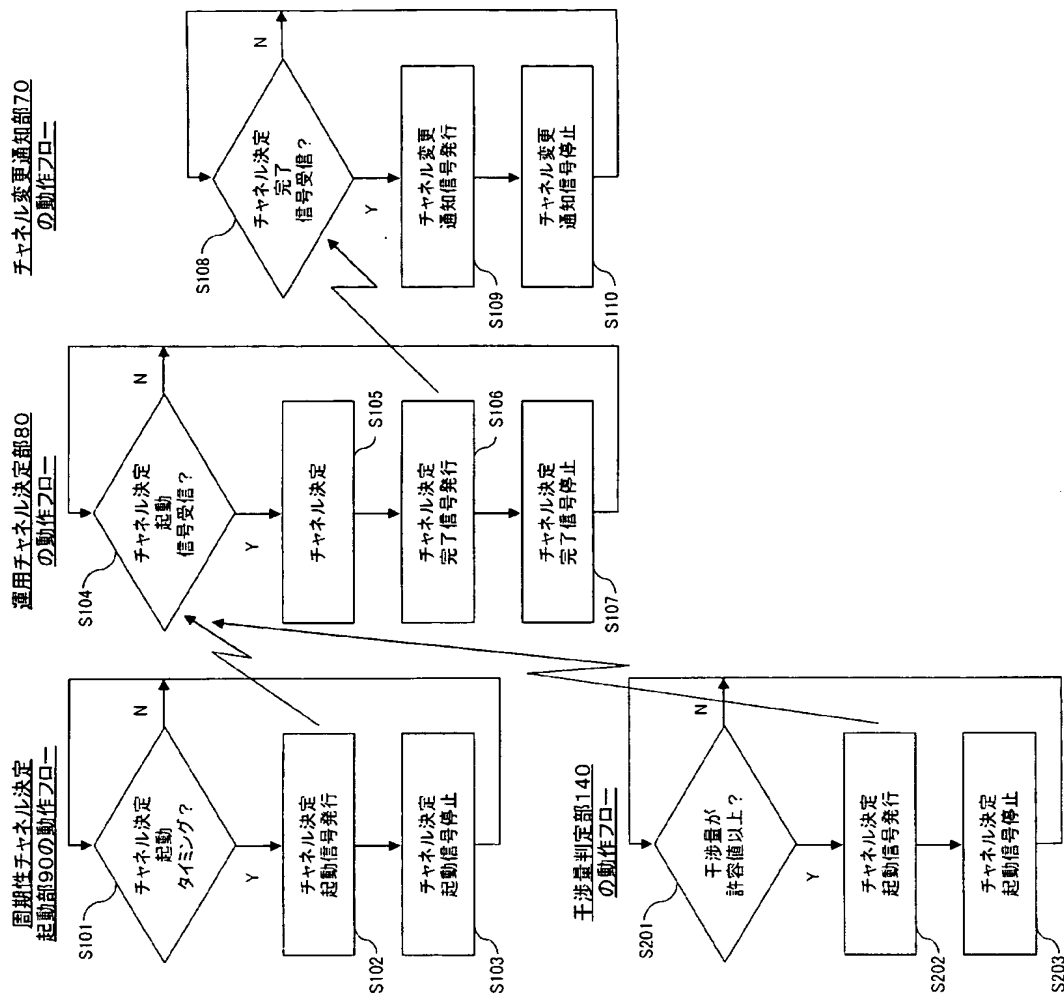 周期性チャネル決定
起動部90の動作フロー
S101
チャネル決定
起動
タイミング？
N
Y
チャネル決定
起動信号発行
S102
チャネル決定
起動信号停止
S103
運用チャネル決定部80
の動作フロー
S104
チャネル決定
起動
信号受信？
N
Y
チャネル決定
S105
チャネル決定
完了信号発行
S106
チャネル決定
完了信号停止
S107
チャネル変更通知部70
の動作フロー
S108
チャネル決定
完了
信号受信？
N
Y
チャネル変更
通知信号発行
S109
チャネル変更
通知信号停止
S110
干渉量判定部140
の動作フロー
S201
干渉量が
許容値以上？
N
Y
チャネル決定
起動信号発行
S202
チャネル決定
起動信号停止
S203